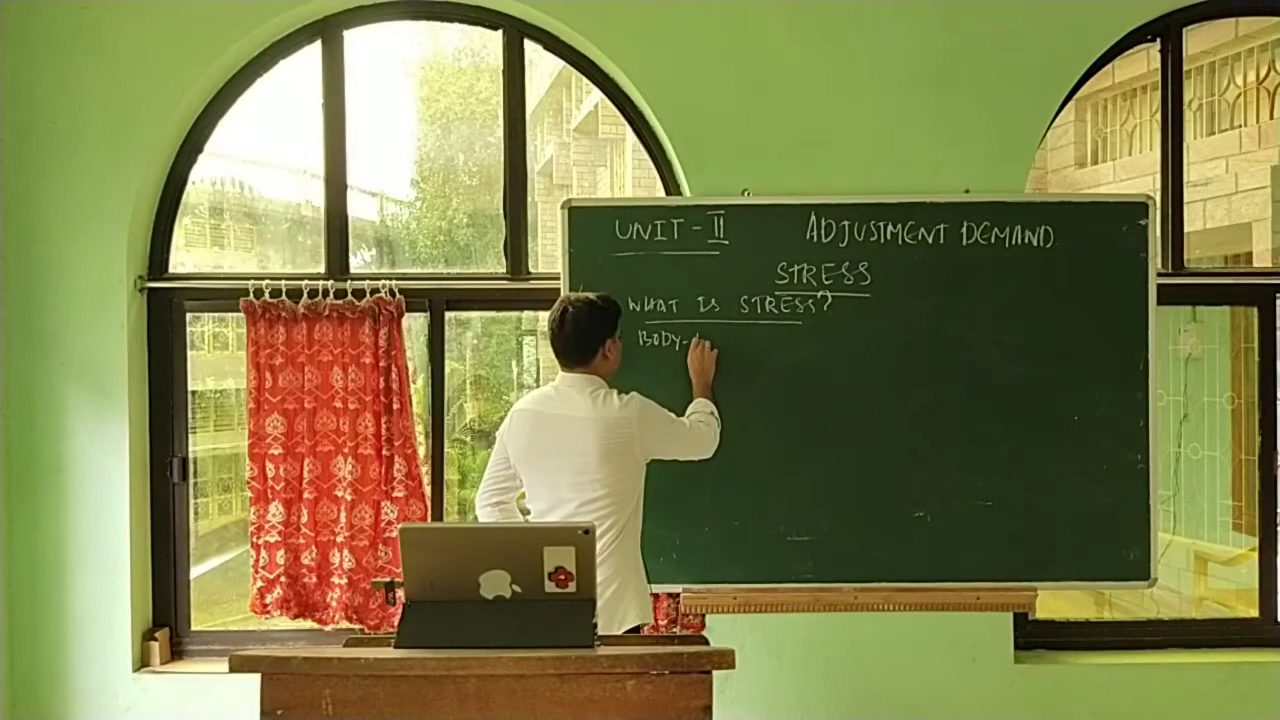 UNIT - II ADJUSTMENT DEMAND
STRESS
WHAT IS STRESS?
BODY-